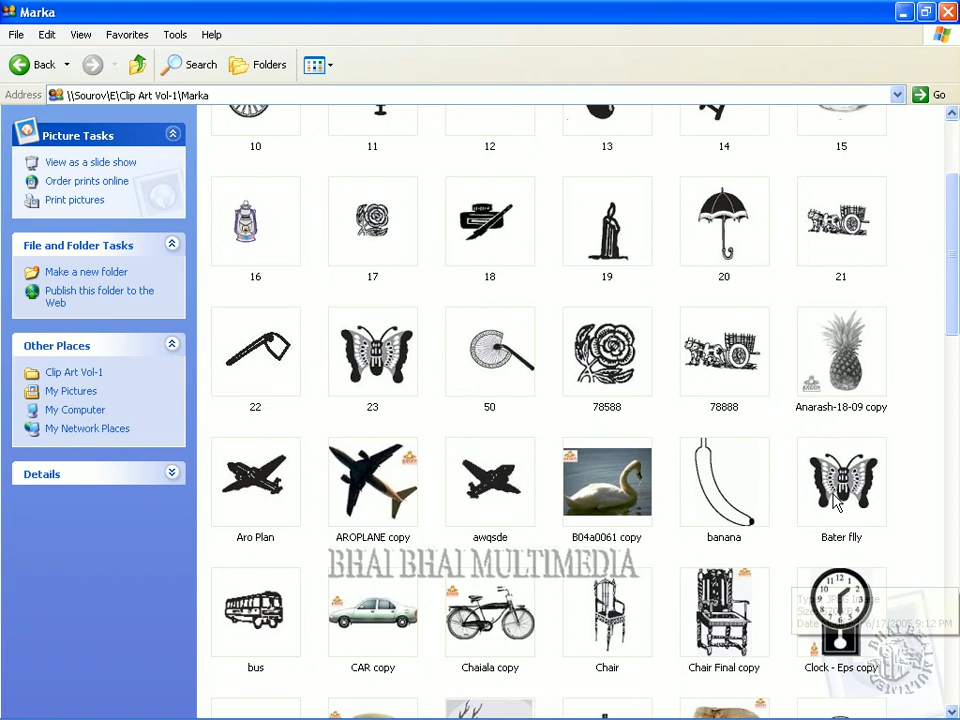 Marka
File Edit View Favorites Tools Help
Back Search Folders
Address \\Sourov\E\Clip Art Vol-1\Marka Go
Picture Tasks
View as a slide show
Order prints online
Print pictures
File and Folder Tasks
Make a new folder
Publish this folder to the
Web
Other Places
Clip Art Vol-1
My Pictures
My Computer
My Network Places
Details
10 11 12 13 14 15
16 17 18 19 20 21
22 23 50 78588 78888 Anarash-18-09 copy
Aro Plan AROPLANE copy awqsde B04a0061 copy banana Bater flly
BHAI BHAI MULTIMEDIA
bus CAR copy Chaiala copy Chair Chair Final copy Clock - Eps copy